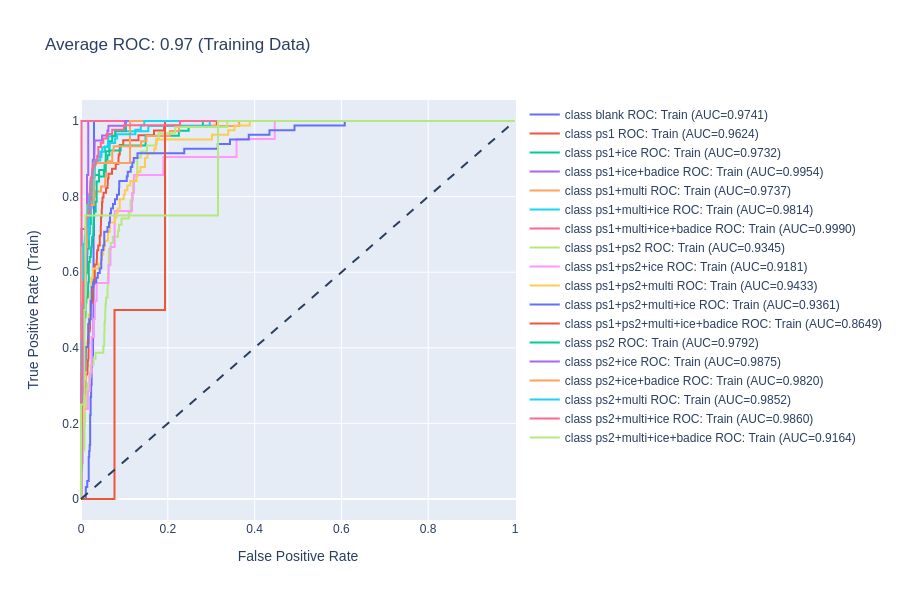 Average ROC: 0.97 (Training Data)
True Positive Rate (Train)
1
0.8
0.6
0.4
0.2
0
0
0.2
0.4
0.6
0.8
1
False Positive Rate
class blank ROC: Train (AUC=0.9741)
class ps1 ROC: Train (AUC=0.9624)
class ps1+ice ROC: Train (AUC=0.9732)
class ps1+ice+badice ROC: Train (AUC=0.9954)
class ps1+multi ROC: Train (AUC=0.9737)
class ps1+multi+ice ROC: Train (AUC=0.9814)
class ps1+multi+ice+badice ROC: Train (AUC=0.9990)
class ps1+ps2 ROC: Train (AUC=0.9345)
class ps1+ps2+ice ROC: Train (AUC=0.9181)
class ps1+ps2+multi ROC: Train (AUC=0.9433)
class ps1+ps2+multi+ice ROC: Train (AUC=0.9361)
class ps1+ps2+multi+ice+badice ROC: Train (AUC=0.8649)
class ps2 ROC: Train (AUC=0.9792)
class ps2+ice ROC: Train (AUC=0.9875)
class ps2+ice+badice ROC: Train (AUC=0.9820)
class ps2+multi ROC: Train (AUC=0.9852)
class ps2+multi+ice ROC: Train (AUC=0.9860)
class ps2+multi+ice+badice ROC: Train (AUC=0.9164)